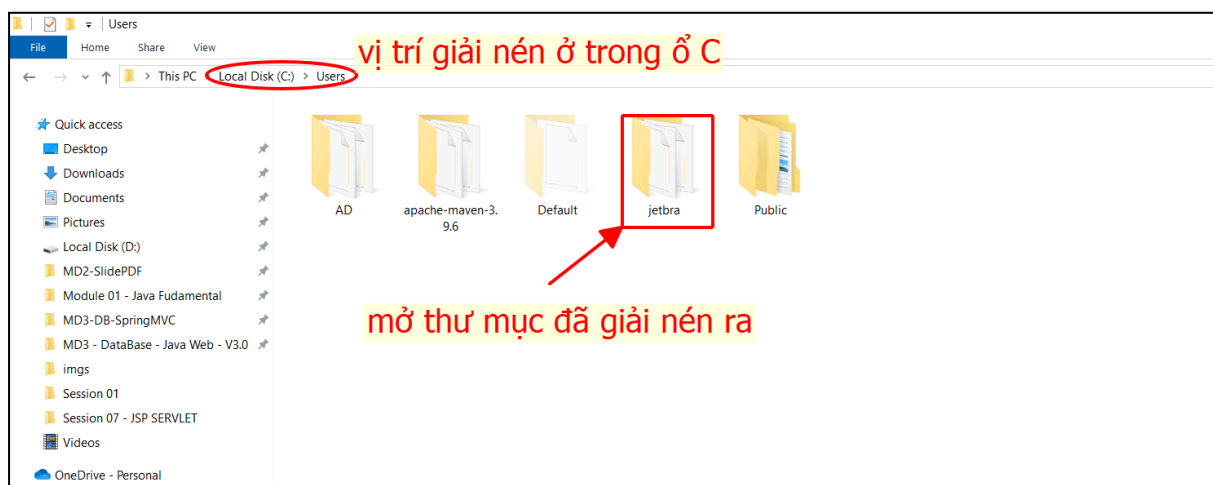 Users
File Home Share View
vị trí giải nén ở trong ổ C
This PC > Local Disk (C:) > Users
Quick access
Desktop
Downloads
Documents
Pictures
Local Disk (D:)
MD2-SlidePDF
Module 01 - Java Fudamental
MD3-DB-SpringMVC
MD3 - DataBase - Java Web - V3.0
imgs
Session 01
Session 07 - JSP SERVLET
Videos
OneDrive - Personal
AD
apache-maven-3.
9.6
Default
jetbra
Public
mở thư mục đã giải nén ra